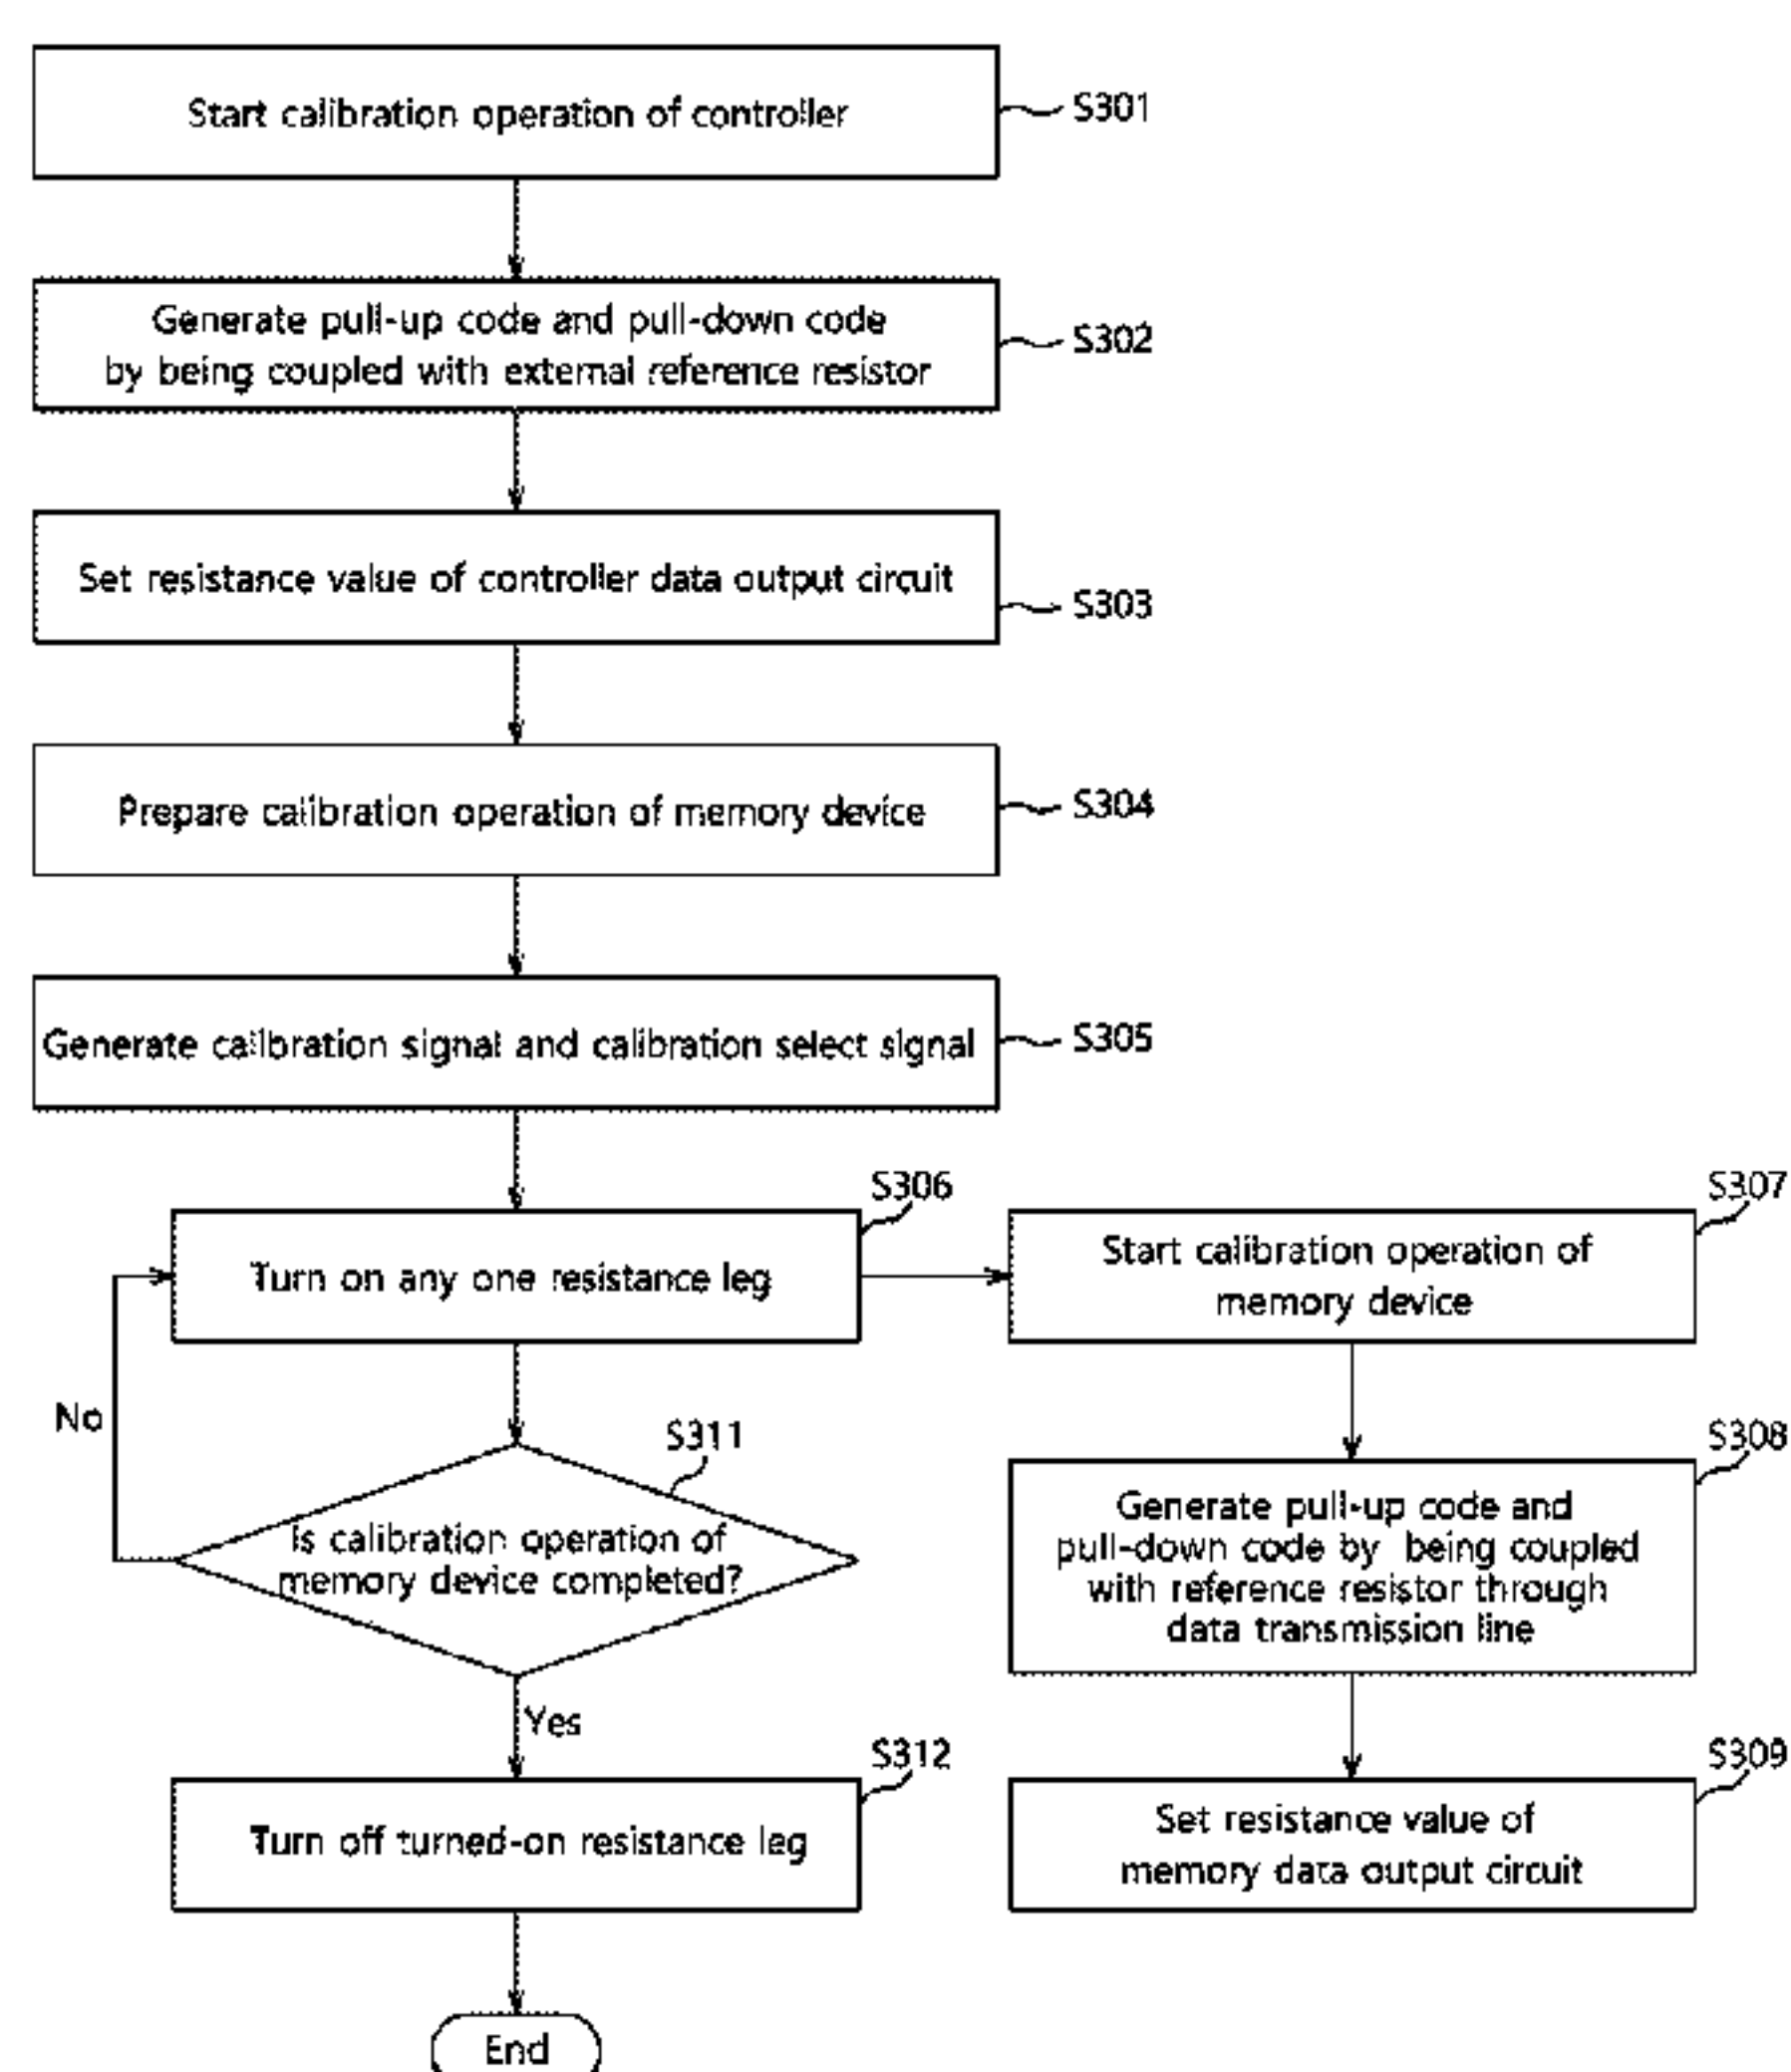 Start calibration operation of controller
S301
Generate pull-up code and pull-down code
by being coupled with external reference resistor
S302
Set resistance value of controller data output circuit
S303
Prepare calibration operation of memory device
S304
Generate calibration signal and calibration select signal
S305
S306
Turn on any one resistance leg
S307
Start calibration operation of
memory device
No
S311
Is calibration operation of
memory device completed?
S308
Generate pull-up code and
pull-down code by being coupled
with reference resistor through
data transmission line
Yes
S312
Turn off turned-on resistance leg
S309
Set resistance value of
memory data output circuit
End